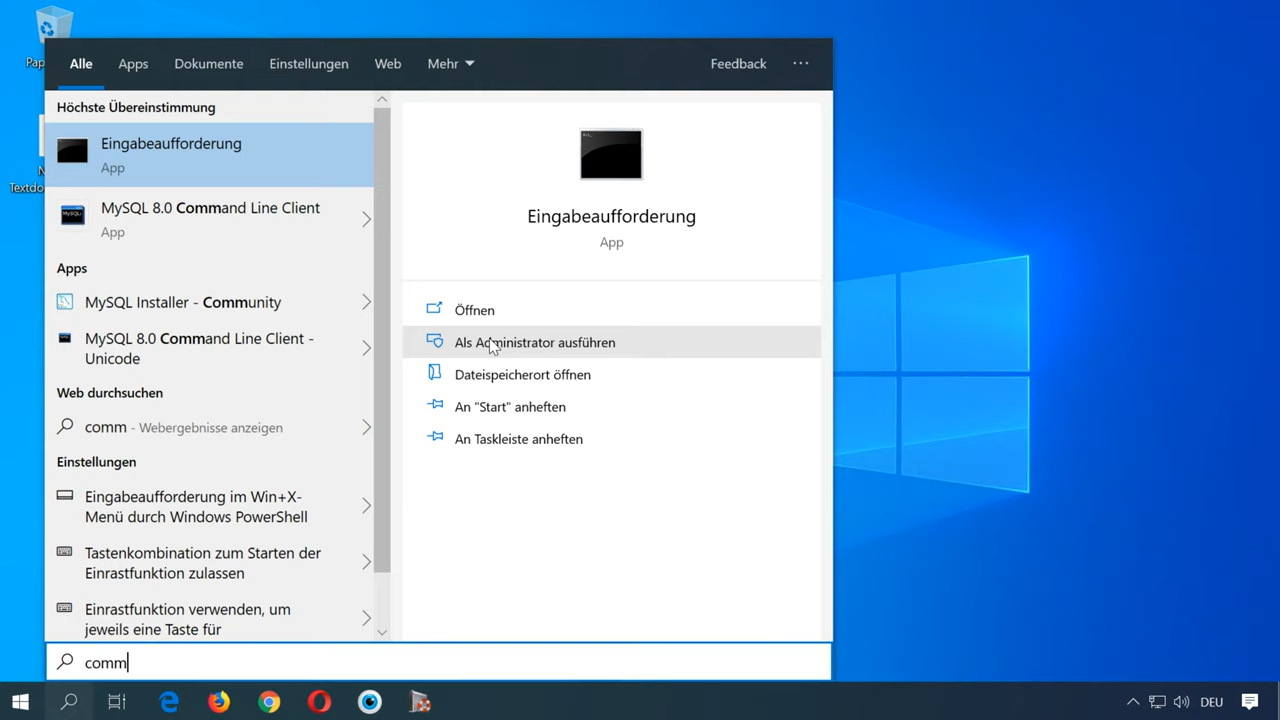 Alle Apps Dokumente Einstellungen Web Mehr Feedback ...
Höchste Übereinstimmung
Eingabeaufforderung
App
MySQL 8.0 Command Line Client
App
Apps
MySQL Installer - Community
MySQL 8.0 Command Line Client -
Unicode
Web durchsuchen
comm - Webergebnisse anzeigen
Einstellungen
Eingabeaufforderung im Win+X-
Menü durch Windows PowerShell
Tastenkombination zum Starten der
Einrastfunktion zulassen
Einrastfunktion verwenden, um
jeweils eine Taste für
comm
Eingabeaufforderung
App
Öffnen
Als Administrator ausführen
Dateispeicherort öffnen
An "Start" anheften
An Taskleiste anheften
DEU